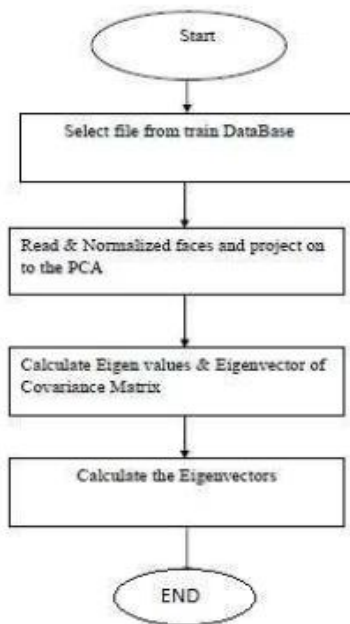 Start
Select file from train DataBase
Read & Normalized faces and project on
to the PCA
Calculate Eigen values & Eigenvector of
Covariance Matrix
Calculate the Eigenvectors
END